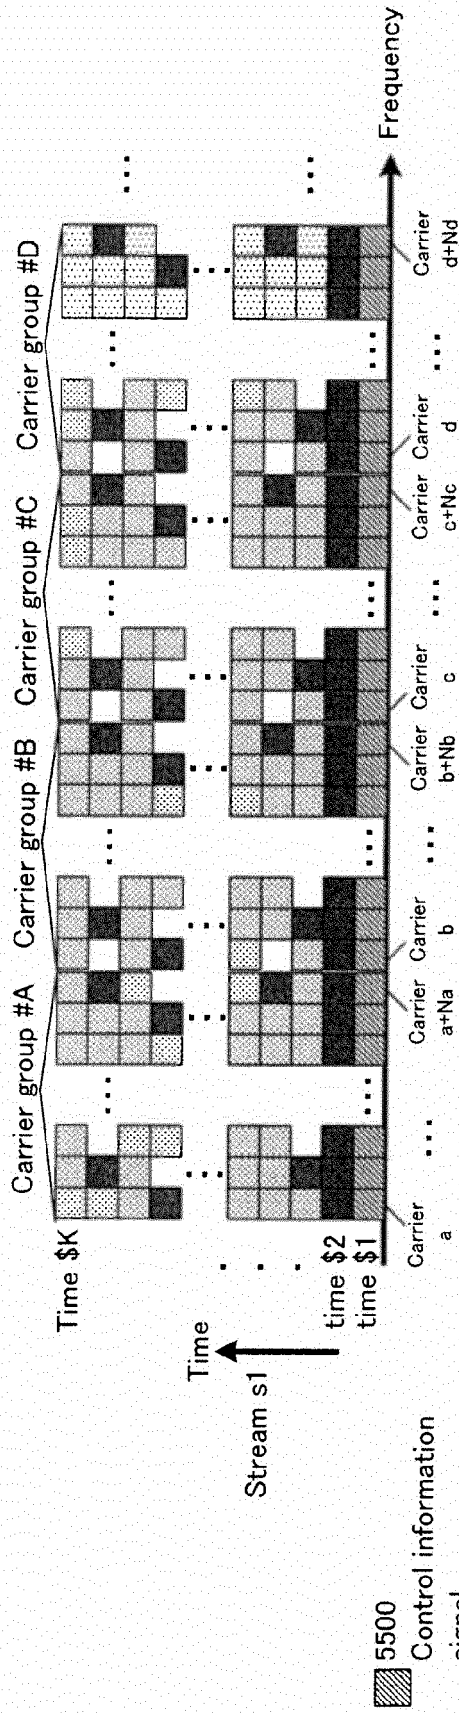 Carrier group #A
Carrier group #B
Carrier group #C
Carrier group #D
Time $K
Time
Stream s1
time $2
time $1
Frequency
Carrier
a
Carrier
a+Na
Carrier
b
Carrier
b+Nb
Carrier
c
Carrier
c+Nc
Carrier
d
Carrier
d+Nd
5500
Control information